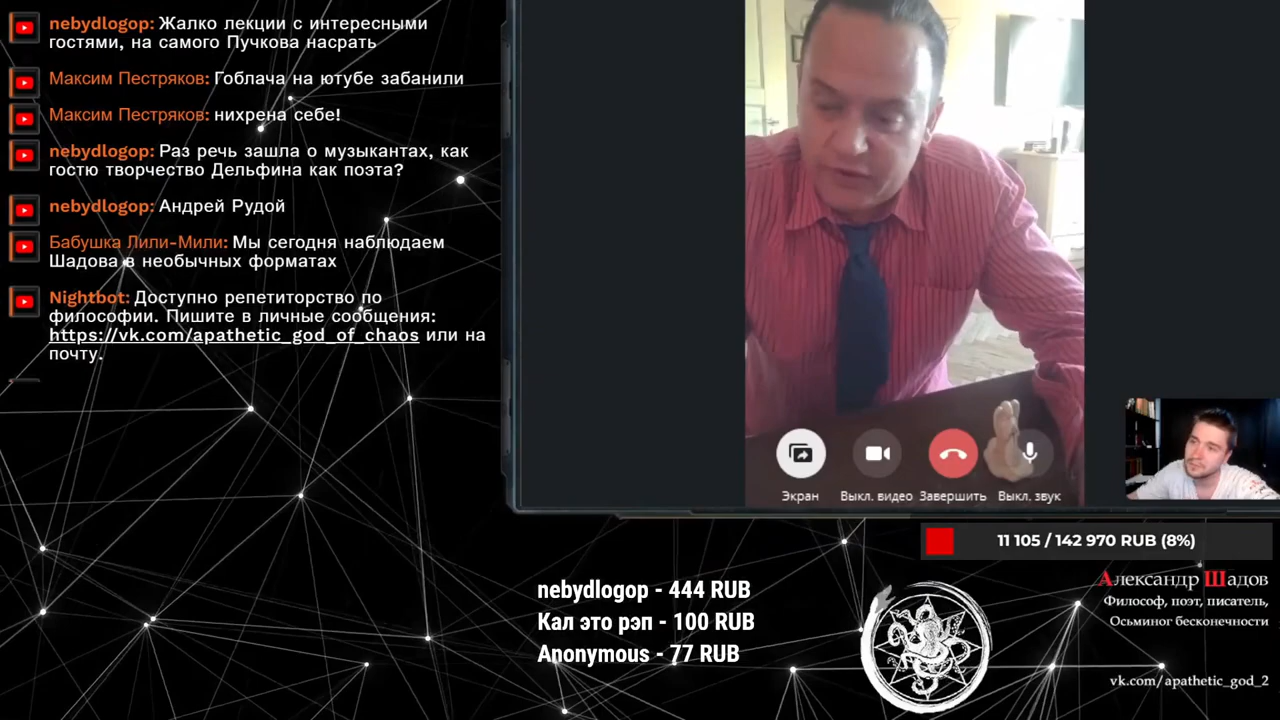 nebydlogop: Жалко лекции с интересными
гостями, на самого Пучкова насрать
Максим Пестряков: Гоблача на ютубе забанили
Максим Пестряков: нихрена себе!
nebydlogop: Раз речь зашла о музыкантах, как
гостю творчество Дельфина как поэта?
nebydlogop: Андрей Рудой
Бабушка Лили-Мили: Мы сегодня наблюдаем
Шадова в необычных форматах
Nightbot: Доступно репетиторство по
философии. Пишите в личные сообщения:
https://vk.com/apathetic_god_of_chaos или на
почту.
Экран
Выкл. видео
Завершить
Выкл. звук
11 105 / 142 970 RUB (8%)
nebydlogop - 444 RUB
Кал это рэп - 100 RUB
Anonymous - 77 RUB
Александр Шадов
Философ, поэт, писатель,
Осьминог бесконечности
vk.com/apathetic_god_2